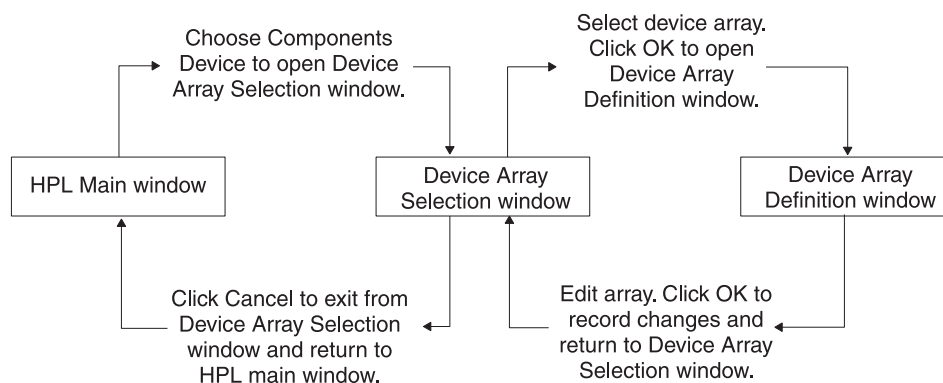 Choose Components
Device to open Device
Array Selection window.
Select device array.
Click OK to open
Device Array
Definition window.
HPL Main window
Device Array
Selection window
Device Array
Definition window
Click Cancel to exit from
Device Array Selection
window and return to
HPL main window.
Edit array. Click OK to
record changes and
return to Device Array
Selection window.